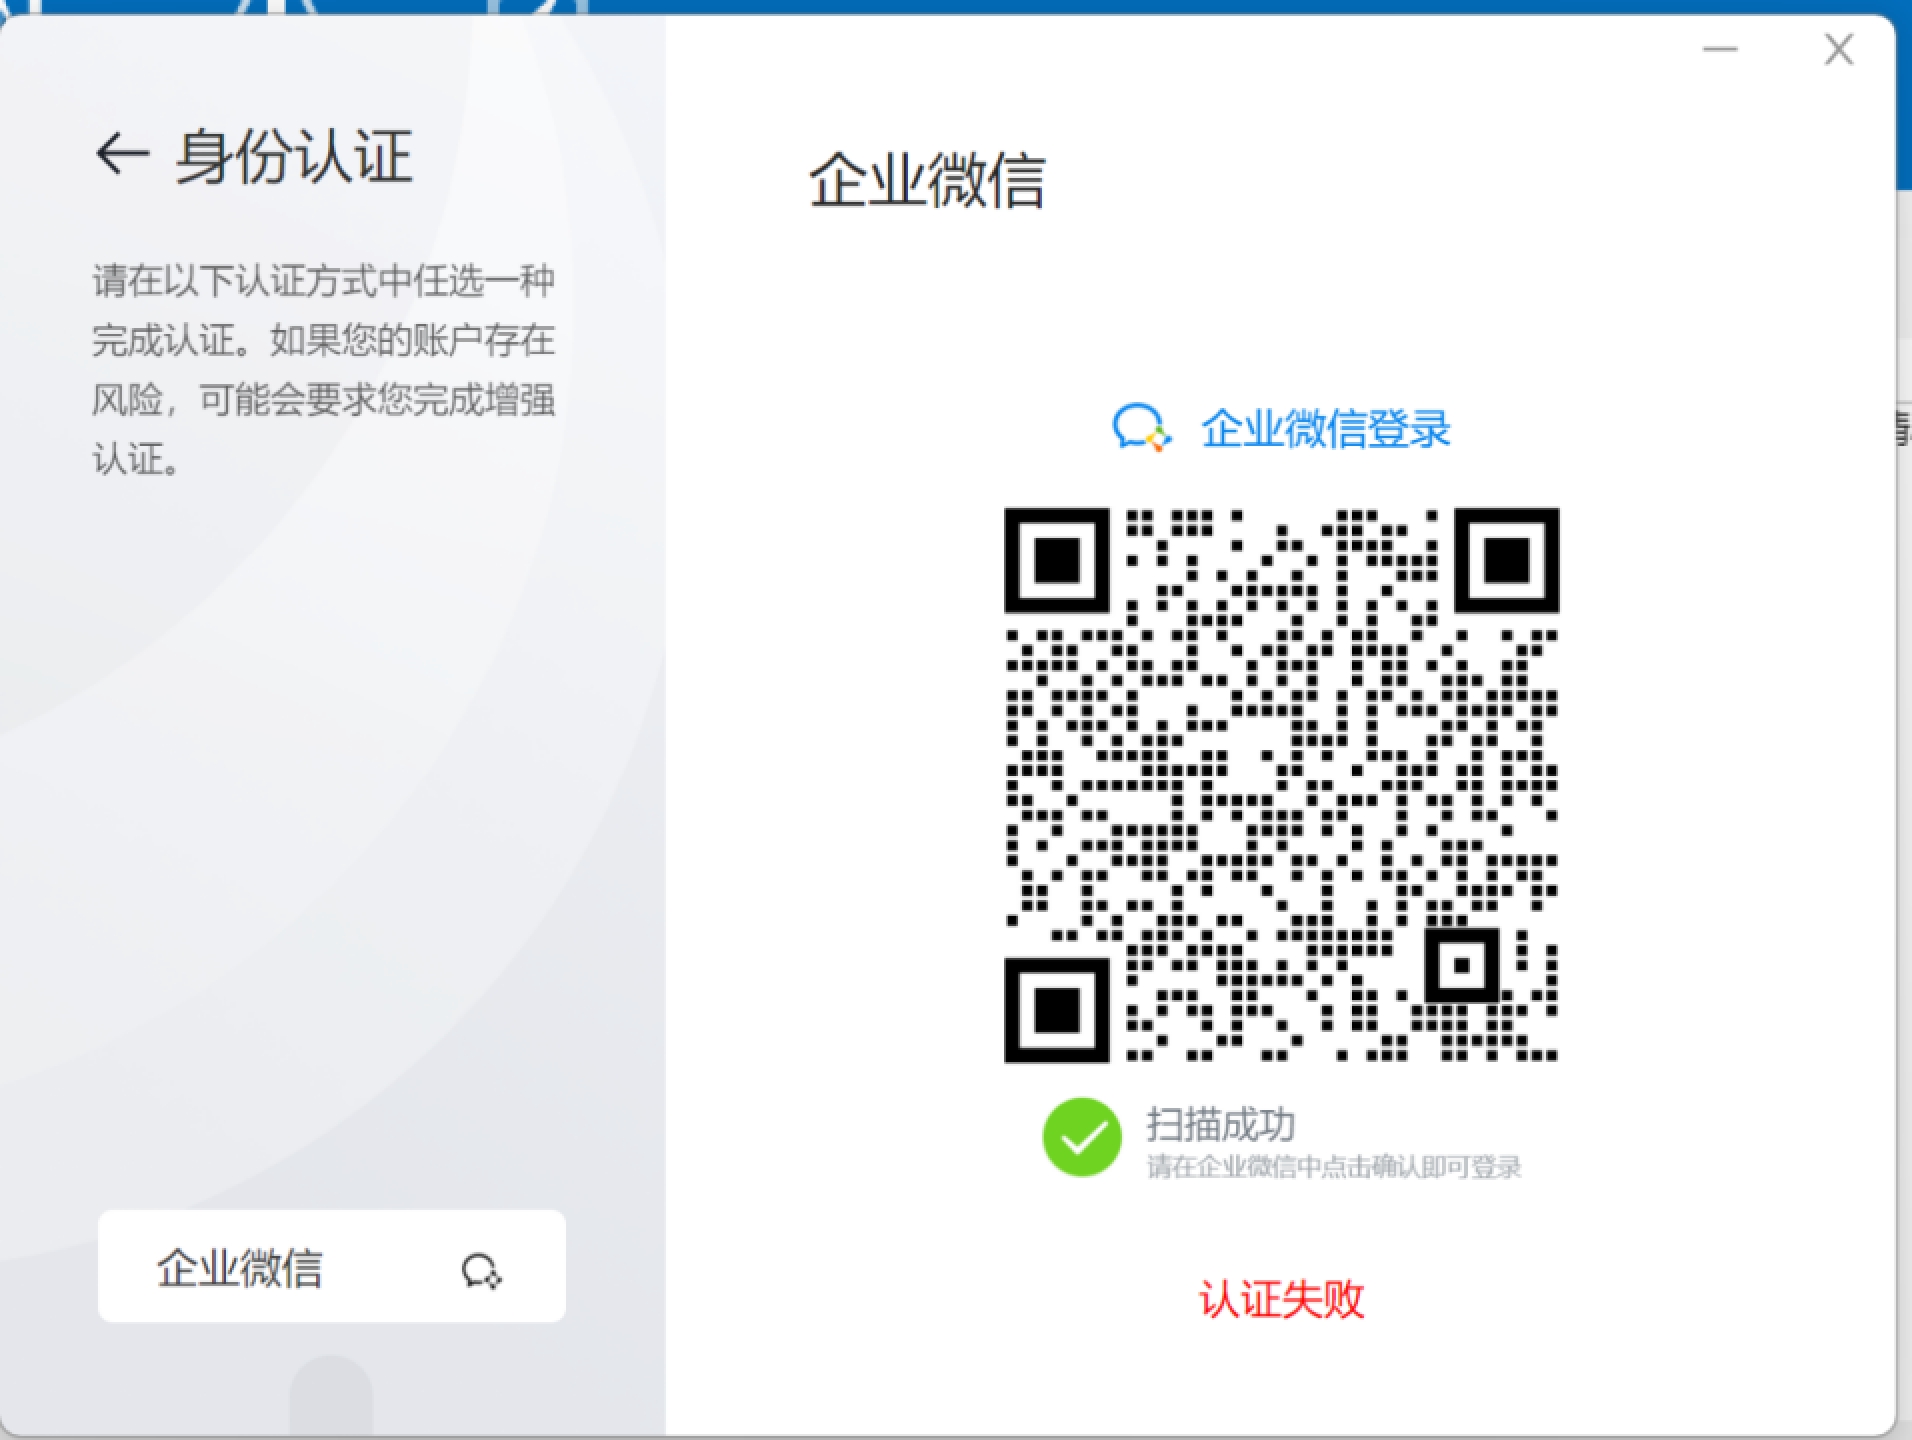 身份认证
请在以下认证方式中任选一种
完成认证。如果您的账户存在
风险，可能会要求您完成增强
认证。
企业微信
企业微信
企业微信登录
扫描成功
请在企业微信中点击确认即可登录
认证失败